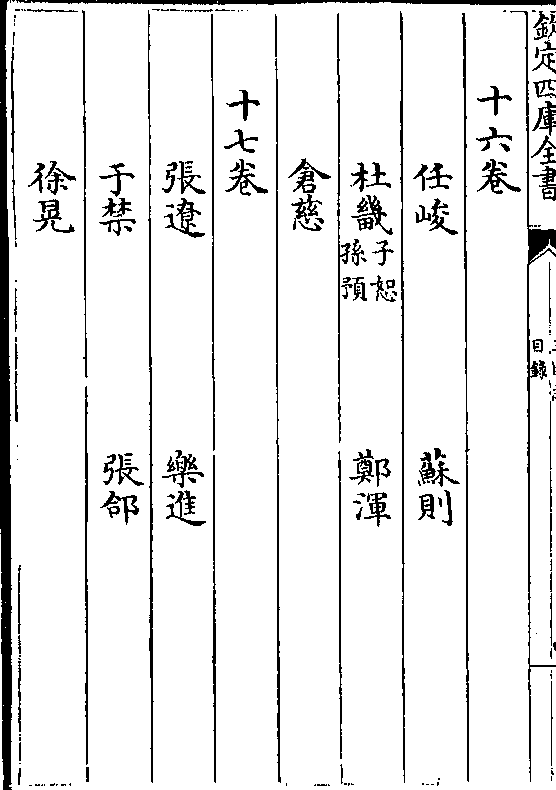 欽定四庫全書
目錄
十六卷
任峻 蘇則
杜畿子恕孫預 鄭渾
倉慈
十七卷
張遼 樂進
于禁 張郃
徐晃